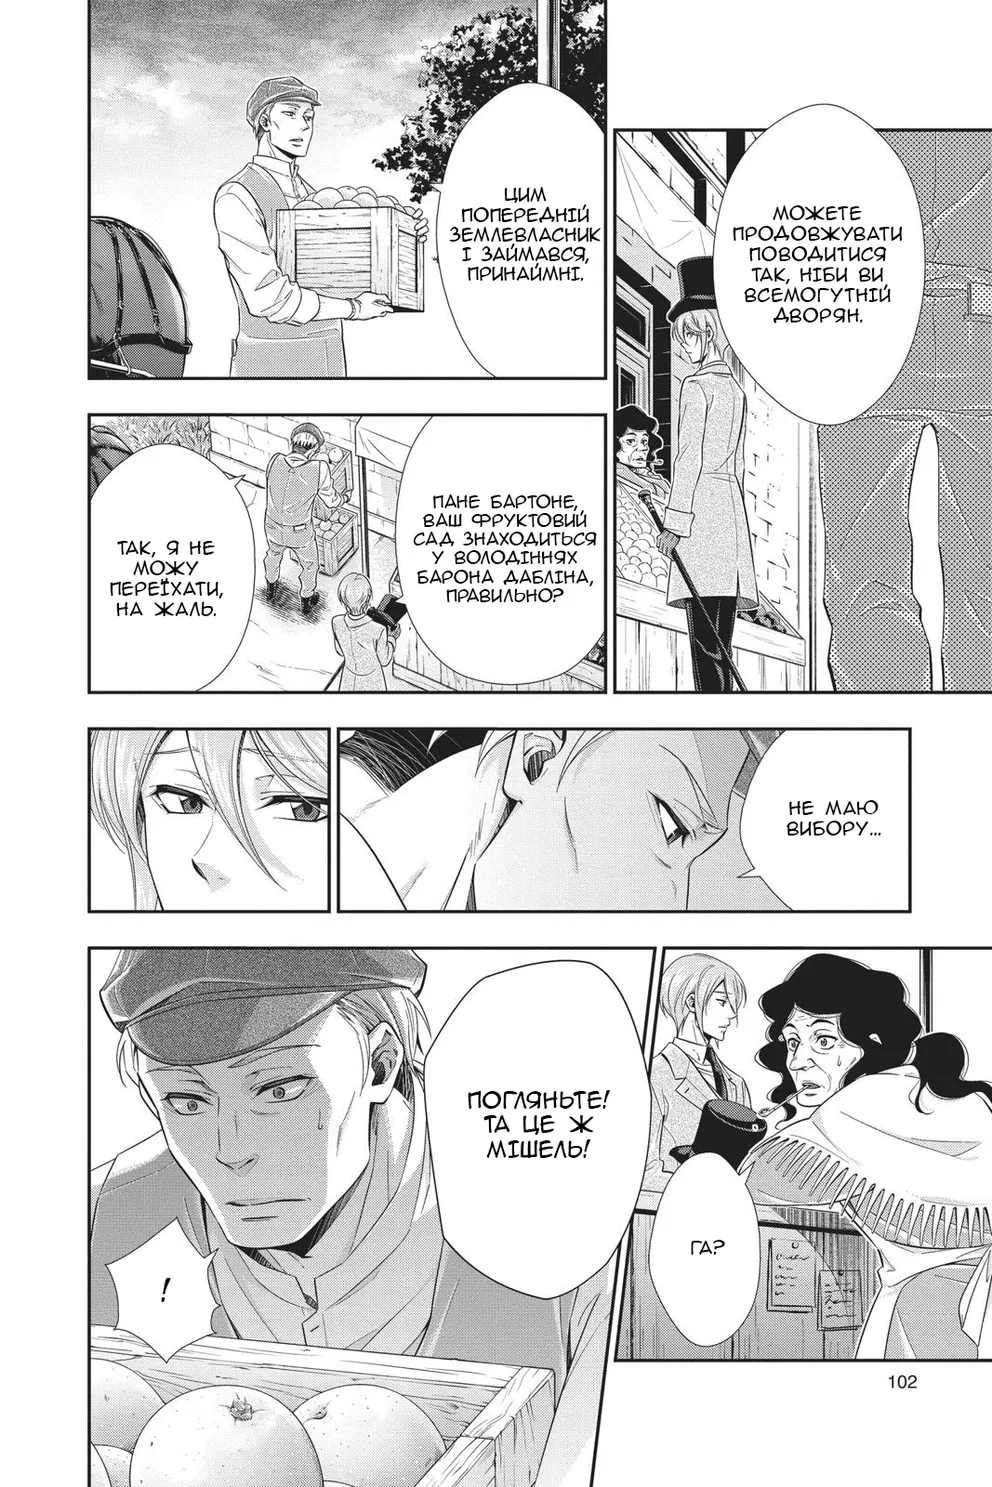 МОЖЕТЕ
ПРОДОВЖУВАТИ
ПОВОДИТИСЯ
ТАК, НІБИ ВИ
ВСЕМОГУТНІЙ
ДВОРЯН.
ЦИМ
ПОПЕРЕДНІЙ
ЗЕМЛЕВЛАСНИК
І ЗАЙМАВСЯ,
ПРИНАЙМНІ.
ПАНЕ БАРТОНЕ,
ВАШ ФРУКТОВИЙ
САД ЗНАХОДИТЬСЯ
У ВОЛОДІННЯХ
БАРОНА ДАБЛІНА,
ПРАВИЛЬНО?
ТАК, Я НЕ
МОЖУ
ПЕРЕЇХАТИ,
НА ЖАЛЬ.
НЕ МАЮ
ВИБОРУ...
ГА?
ПОГЛЯНЬТЕ!
ТА ЦЕ Ж
МІШЕЛЬ!
!
102